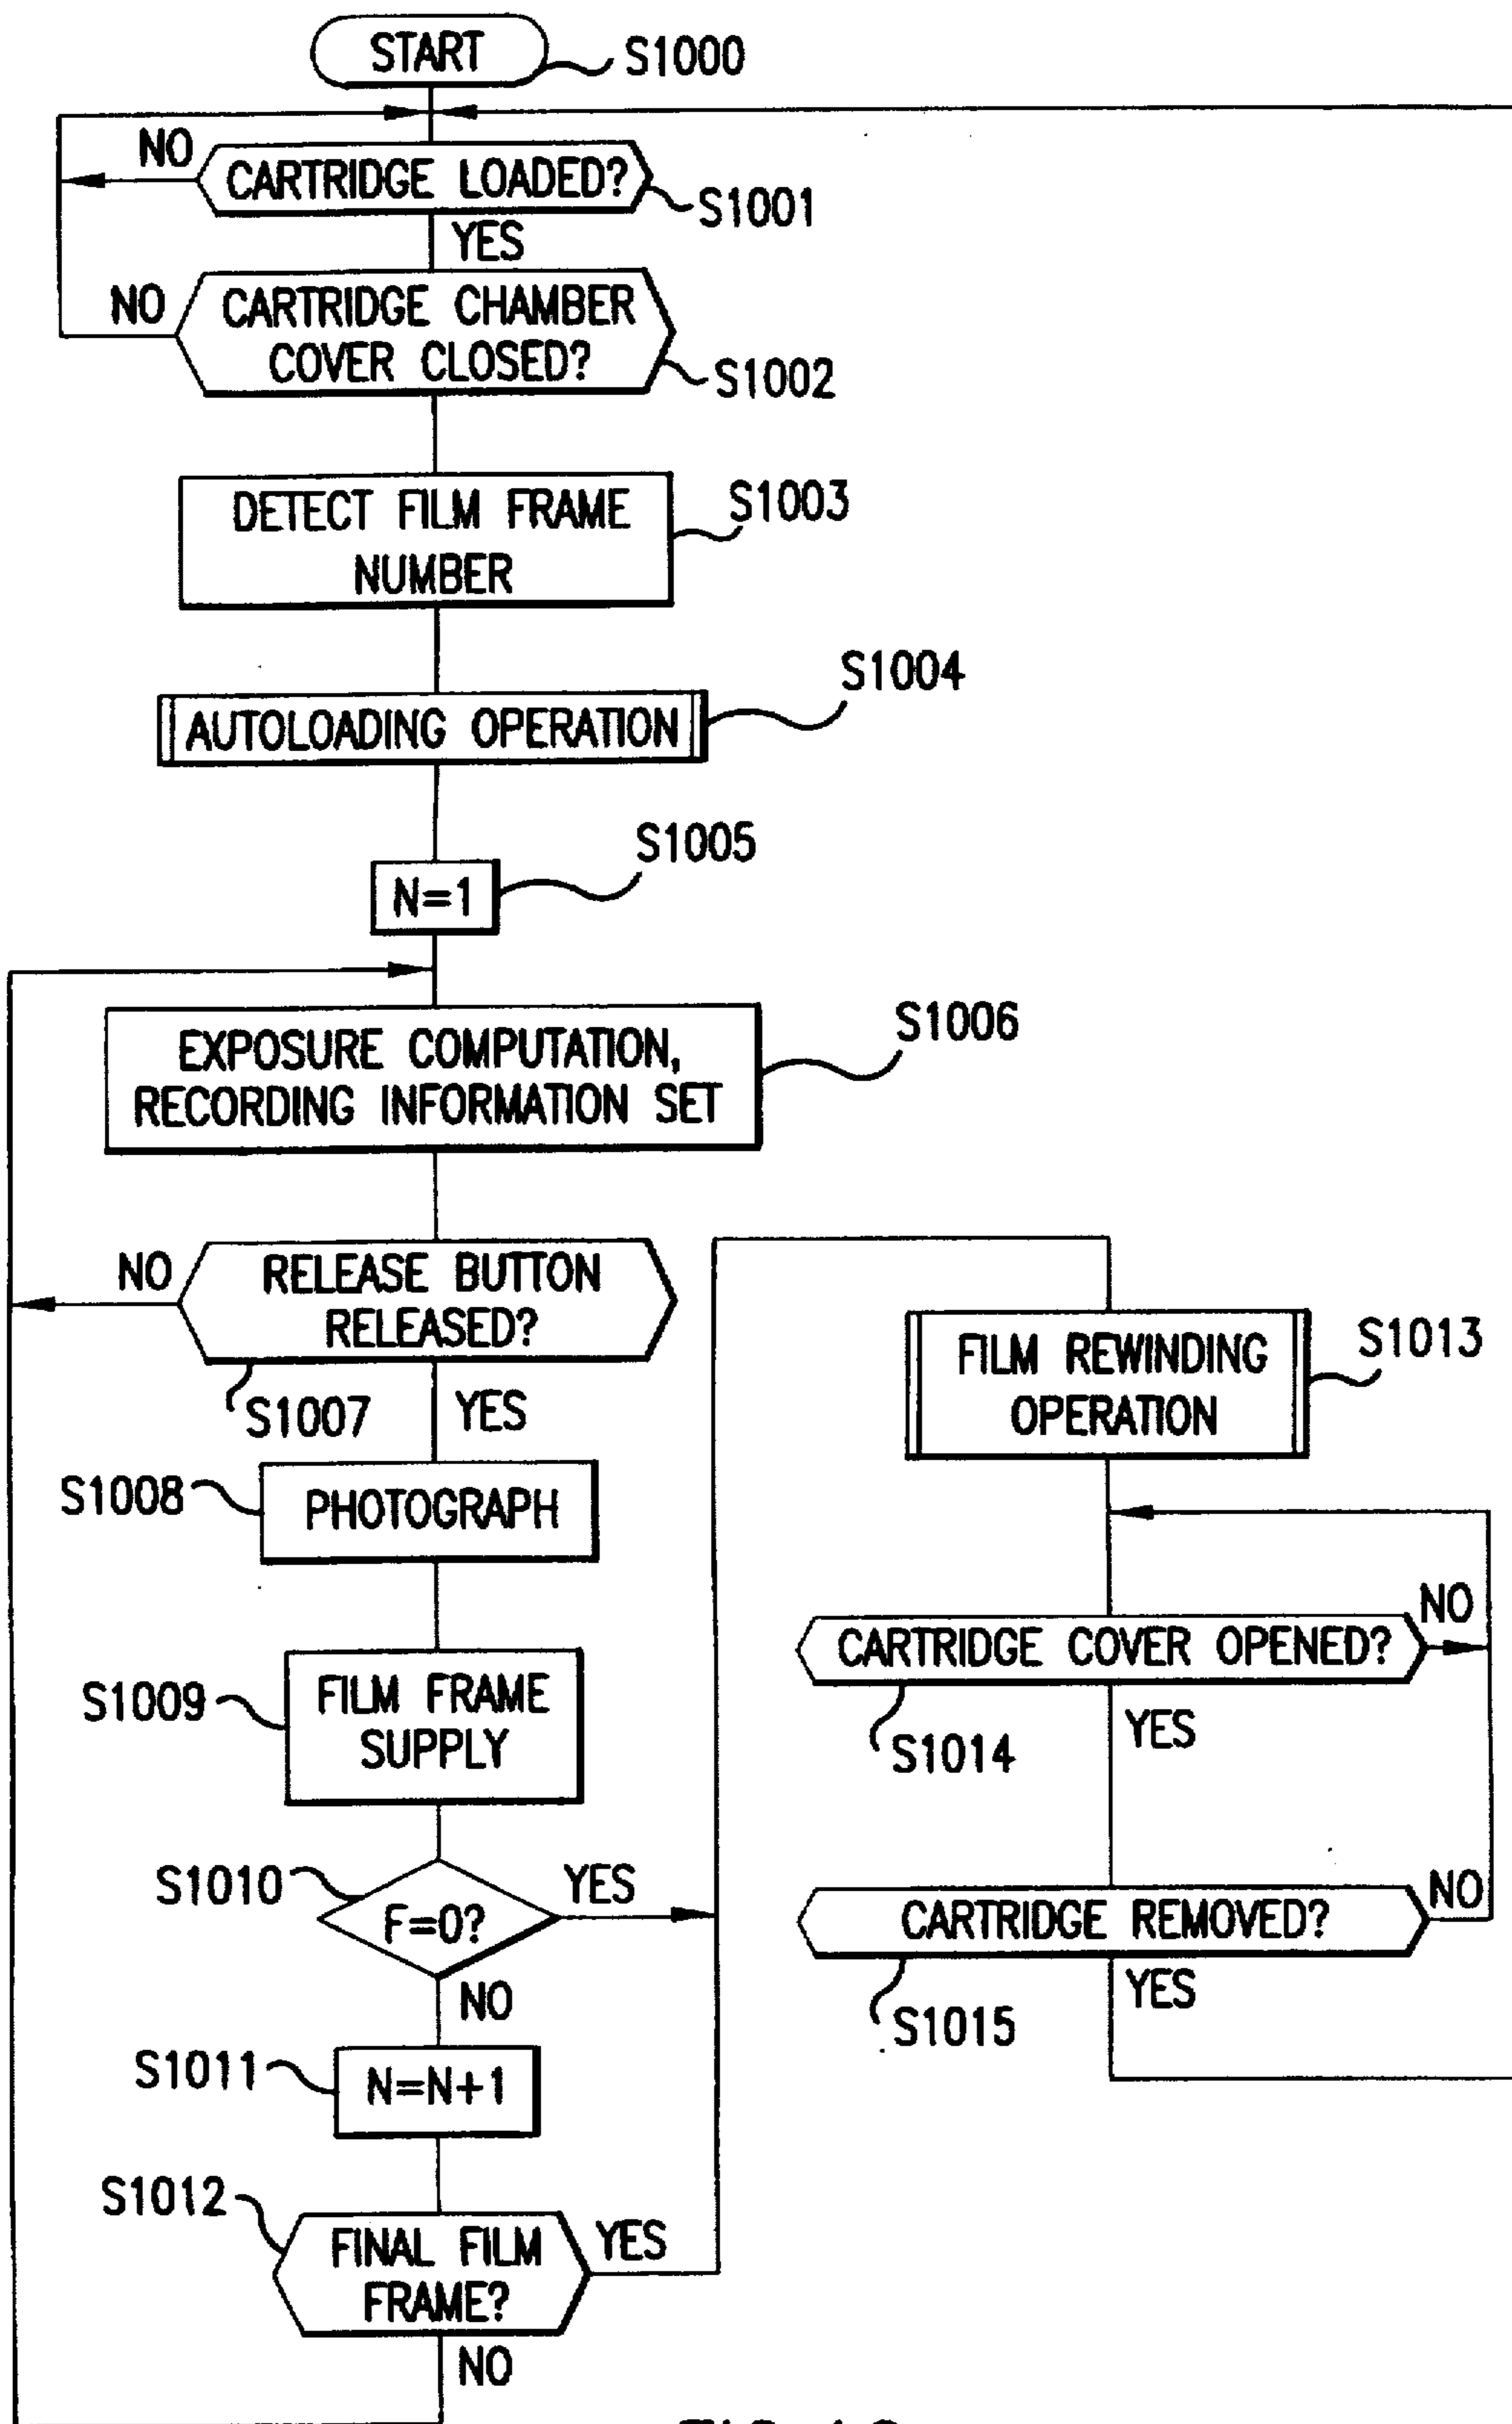 START
S1000
NO
CARTRIDGE LOADED?
S1001
YES
NO
CARTRIDGE CHAMBER
COVER CLOSED?
S1002
DETECT FILM FRAME
NUMBER
S1003
AUTOLOADING OPERATION
S1004
N=1
S1005
EXPOSURE COMPUTATION,
RECORDING INFORMATION SET
S1006
NO
RELEASE BUTTON
RELEASED?
S1007
YES
S1008
PHOTOGRAPH
S1009
FILM FRAME
SUPPLY
S1010
F=0?
YES
NO
S1011
N=N+1
S1012
FINAL FILM
FRAME?
YES
NO
FILM REWINDING
OPERATION
S1013
CARTRIDGE COVER OPENED?
NO
S1014
YES
CARTRIDGE REMOVED?
NO
S1015
YES